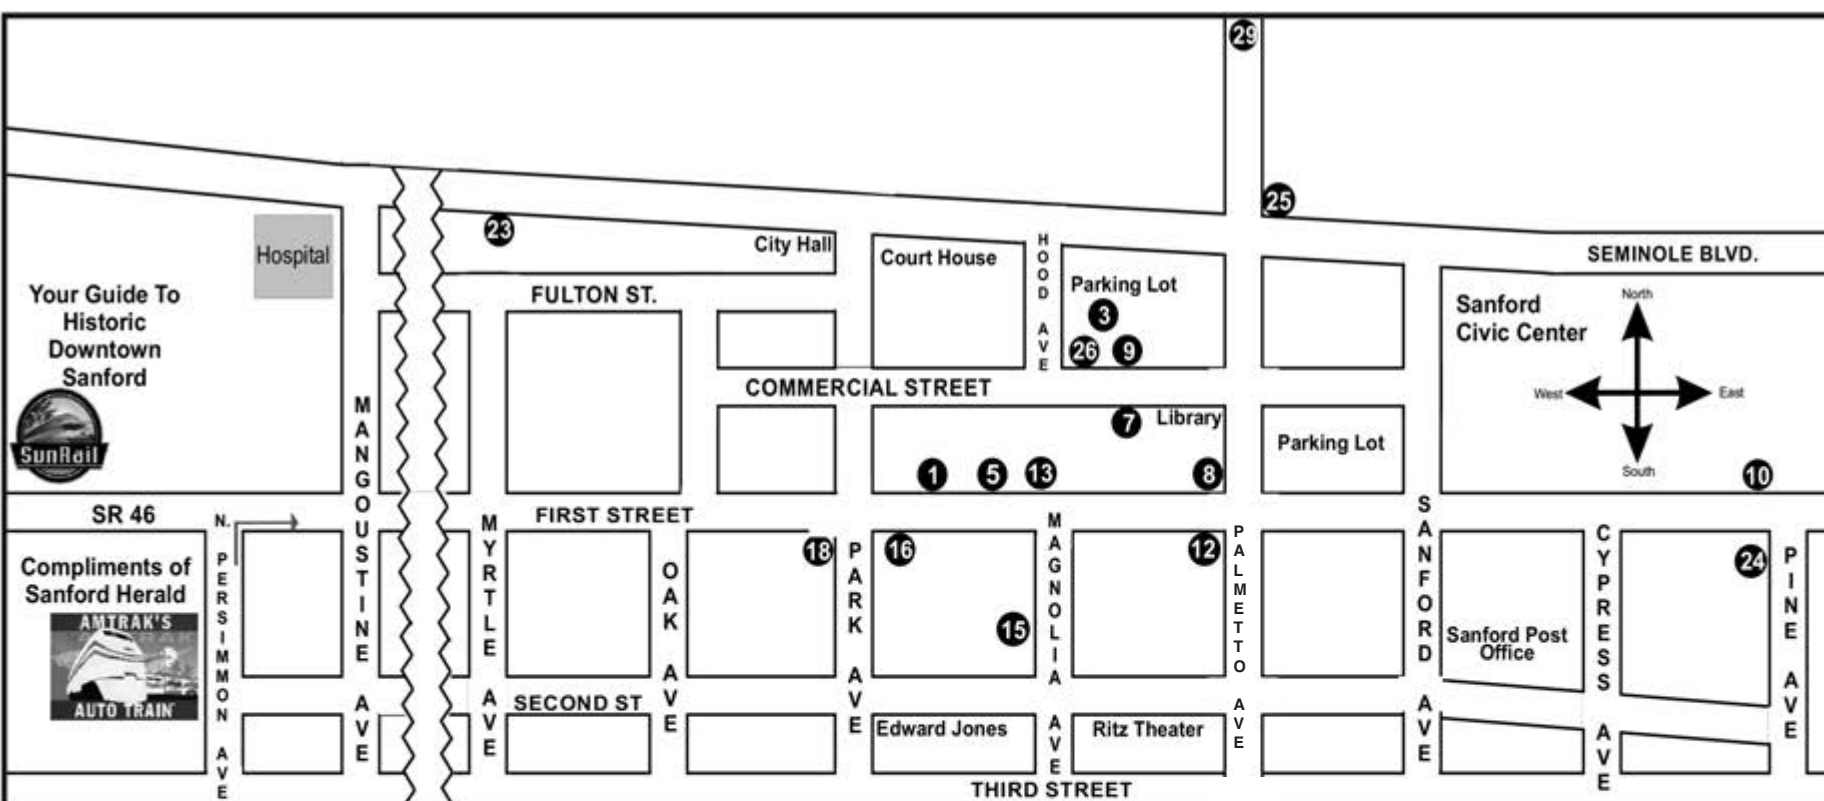 29
25
23
City Hall
Court House
HOOD AVE
SEMINOLE BLVD.
Hospital
Parking Lot
3
26
9
Your Guide To
Historic
Downtown
Sanford
SunRail
FULTON ST.
Sanford
Civic Center
North
West
East
South
COMMERCIAL STREET
7
Library
Parking Lot
1
5
13
8
10
SR 46
N. PERSIMMON AVE
MANGOUSTINE AVE
FIRST STREET
MYRTLE AVE
OAK AVE
18
PARK AVE
16
15
MAGNOLIA AVE
12
PALMETTO AVE
SANFORD AVE
Sanford Post
Office
CYPRESS AVE
24
PINE AVE
Compliments of
Sanford Herald
AMTRAK'S
AUTO TRAIN
SECOND ST
Edward Jones
Ritz Theater
THIRD STREET